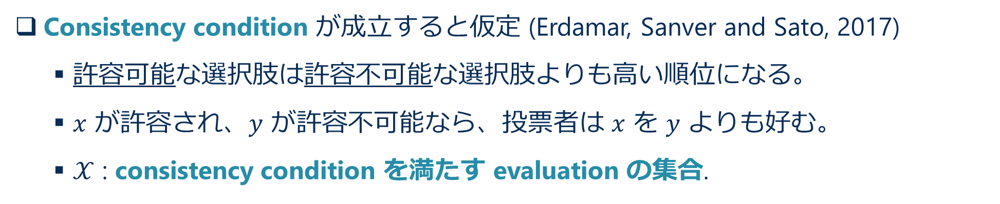 ❑ Consistency condition が成立すると仮定 (Erdamar, Sanver and Sato, 2017)
▪ 許容可能な選択肢は許容不可能な選択肢よりも高い順位になる。
▪ 𝑥 が許容され、𝑦 が許容不可能なら、投票者は 𝑥 を 𝑦 よりも好む。
▪ 𝒳 : consistency condition を満たす evaluation の集合.